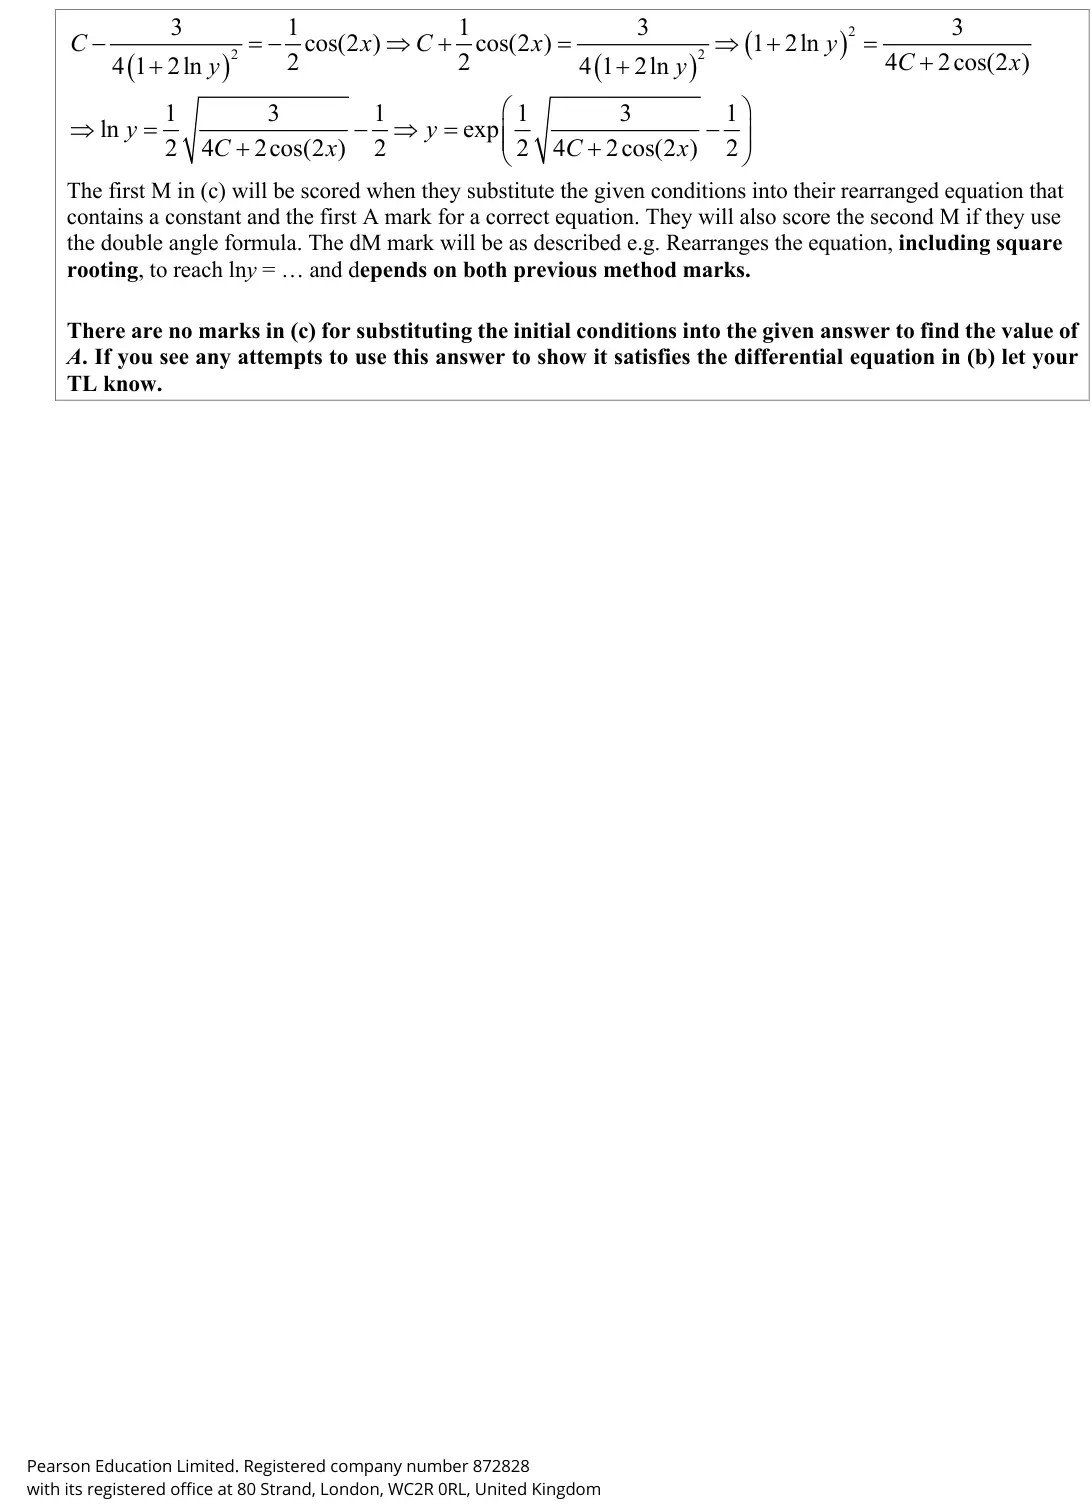 C − 3/(4(1+2ln y)²) = −1/2 cos(2x) ⇒ C + 1/2 cos(2x) = 3/(4(1+2ln y)²) ⇒ (1+2ln y)² = 3/(4C+2cos(2x))
⇒ ln y = 1/2 √(3/(4C+2cos(2x))) − 1/2 ⇒ y = exp(1/2 √(3/(4C+2cos(2x))) − 1/2)
The first M in (c) will be scored when they substitute the given conditions into their rearranged equation that
contains a constant and the first A mark for a correct equation. They will also score the second M if they use
the double angle formula. The dM mark will be as described e.g. Rearranges the equation, including square
rooting, to reach lny = … and depends on both previous method marks.
There are no marks in (c) for substituting the initial conditions into the given answer to find the value of
A. If you see any attempts to use this answer to show it satisfies the differential equation in (b) let your
TL know.
Pearson Education Limited. Registered company number 872828
with its registered office at 80 Strand, London, WC2R 0RL, United Kingdom